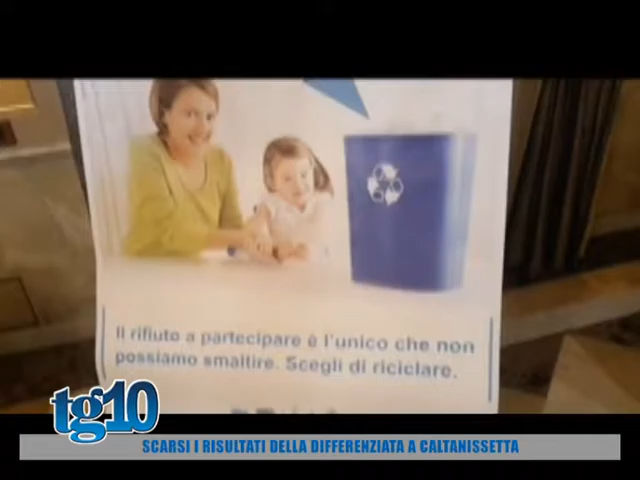 Il rifiuto a partecipare è l'unico che non
possiamo smaltire. Scegli di riciclare.
tg10
SCARSI I RISULTATI DELLA DIFFERENZIATA A CALTANISSETTA